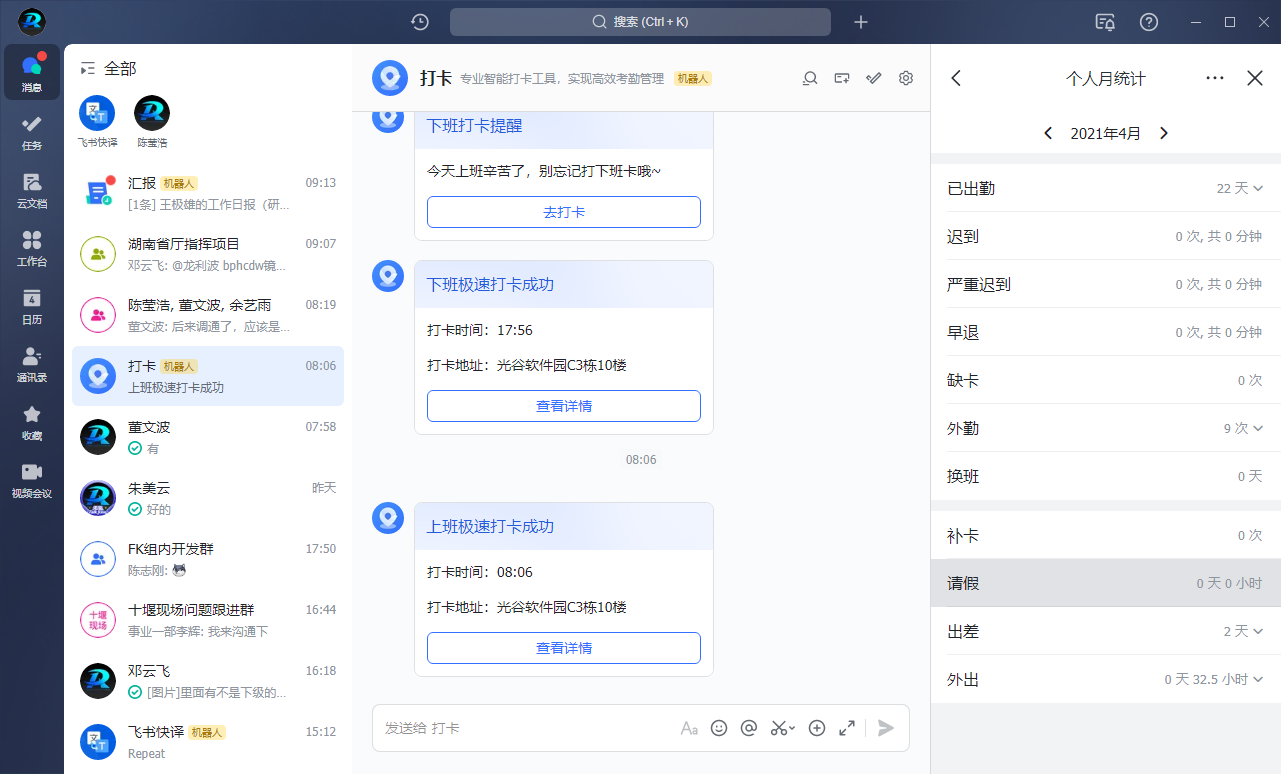 搜索 (Ctrl + K)
消息
任务
云文档
工作台
4
日历
通讯录
收藏
视频会议
全部
飞书快译
陈莹浩
汇报 机器人 09:13
[1条] 王极雄的工作日报（研...
湖南省厅指挥项目 09:07
邓云飞: @龙利波 bphcdw镜...
陈莹浩, 董文波, 余艺雨 08:19
董文波: 后来调通了，应该是...
打卡 机器人 08:06
上班极速打卡成功
董文波 07:58
有
朱美云 昨天
好的
FK组内开发群 17:50
陈志刚:
十堰
现场
十堰现场问题跟进群 16:44
事业一部李辉: 我来沟通下
邓云飞 16:18
[图片]里面有不是下级的...
飞书快译 机器人 15:12
Repeat
打卡 专业智能打卡工具，实现高效考勤管理 机器人
下班打卡提醒
今天上班辛苦了，别忘记打下班卡哦~
去打卡
下班极速打卡成功
打卡时间：17:56
打卡地址：光谷软件园C3栋10楼
查看详情
08:06
上班极速打卡成功
打卡时间：08:06
打卡地址：光谷软件园C3栋10楼
查看详情
发送给 打卡
Aa
个人月统计
2021年4月
已出勤 22 天
迟到 0 次, 共 0 分钟
严重迟到 0 次, 共 0 分钟
早退 0 次, 共 0 分钟
缺卡 0 次
外勤 9 次
换班 0 天
补卡 0 次
请假 0 天 0 小时
出差 2 天
外出 0 天 32.5 小时